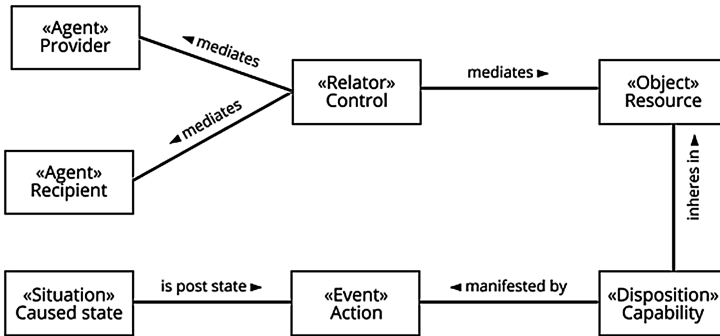 «Agent»
Provider
◄ mediates
«Relator»
Control
mediates ►
«Object»
Resource
◄ mediates
«Agent»
Recipient
inheres in ►
«Situation»
Caused state
is post state ►
«Event»
Action
◄ manifested by
«Disposition»
Capability